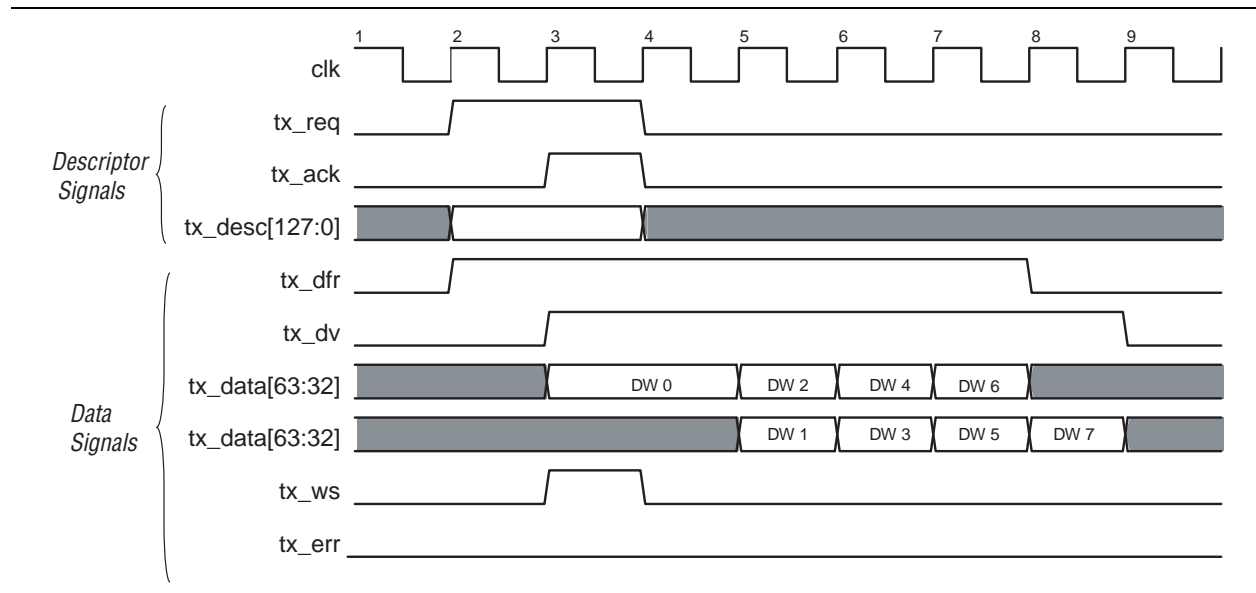 1 2 3 4 5 6 7 8 9
clk
tx_req
Descriptor
Signals
tx_ack
tx_desc[127:0]
tx_dfr
tx_dv
tx_data[63:32] DW 0 DW 2 DW 4 DW 6
Data
Signals
tx_data[63:32] DW 1 DW 3 DW 5 DW 7
tx_ws
tx_err